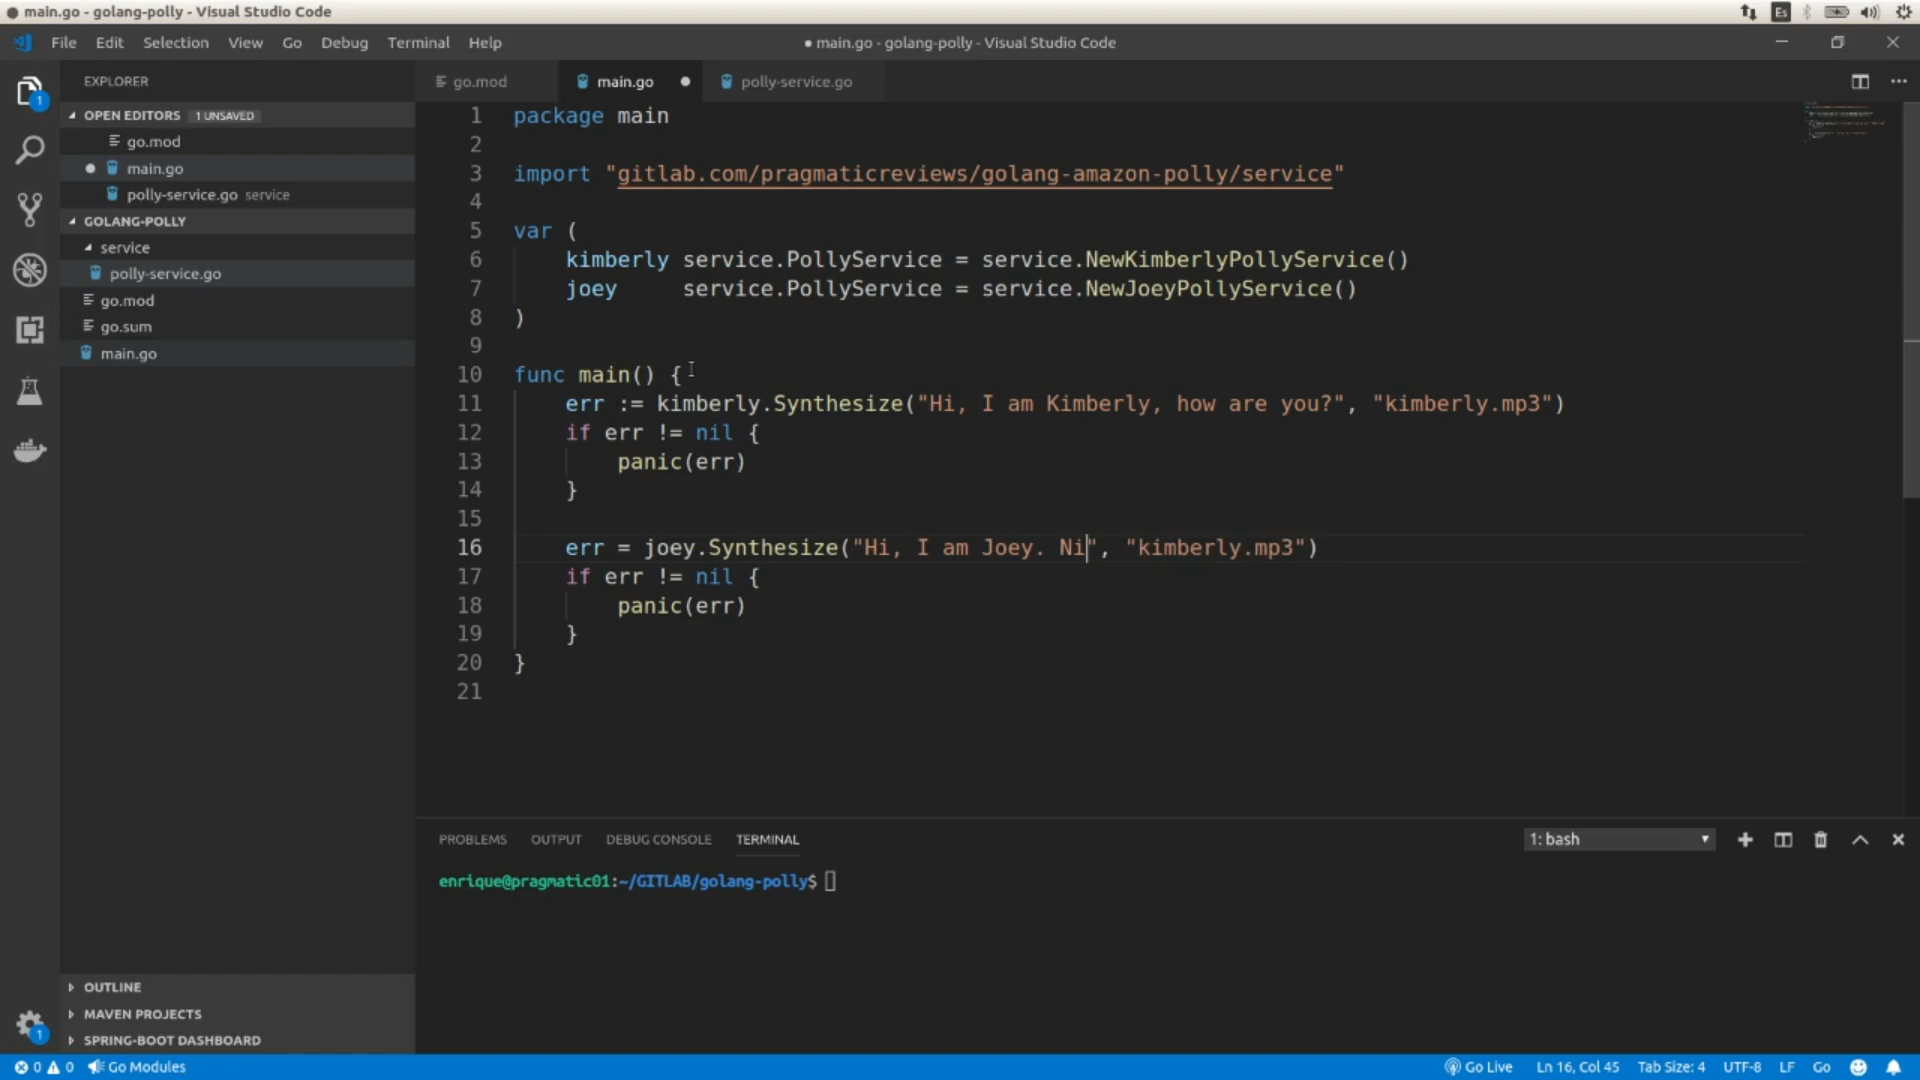 main.go - golang-polly - Visual Studio Code
Es
File Edit Selection View Go Debug Terminal Help
● main.go - golang-polly - Visual Studio Code
EXPLORER
OPEN EDITORS 1 UNSAVED
go.mod
main.go
polly-service.go service
GOLANG-POLLY
service
polly-service.go
go.mod
go.sum
main.go
OUTLINE
MAVEN PROJECTS
SPRING-BOOT DASHBOARD
1
1
go.mod main.go polly-service.go
1 package main
2
3 import "gitlab.com/pragmaticreviews/golang-amazon-polly/service"
4
5 var (
6 kimberly service.PollyService = service.NewKimberlyPollyService()
7 joey service.PollyService = service.NewJoeyPollyService()
8 )
9
10 func main() {
11 err := kimberly.Synthesize("Hi, I am Kimberly, how are you?", "kimberly.mp3")
12 if err != nil {
13 panic(err)
14 }
15
16 err = joey.Synthesize("Hi, I am Joey. Ni", "kimberly.mp3")
17 if err != nil {
18 panic(err)
19 }
20 }
21
PROBLEMS OUTPUT DEBUG CONSOLE TERMINAL
1: bash
enrique@pragmatic01:~/GITLAB/golang-polly$
0 0 Go Modules
Go Live Ln 16, Col 45 Tab Size: 4 UTF-8 LF Go